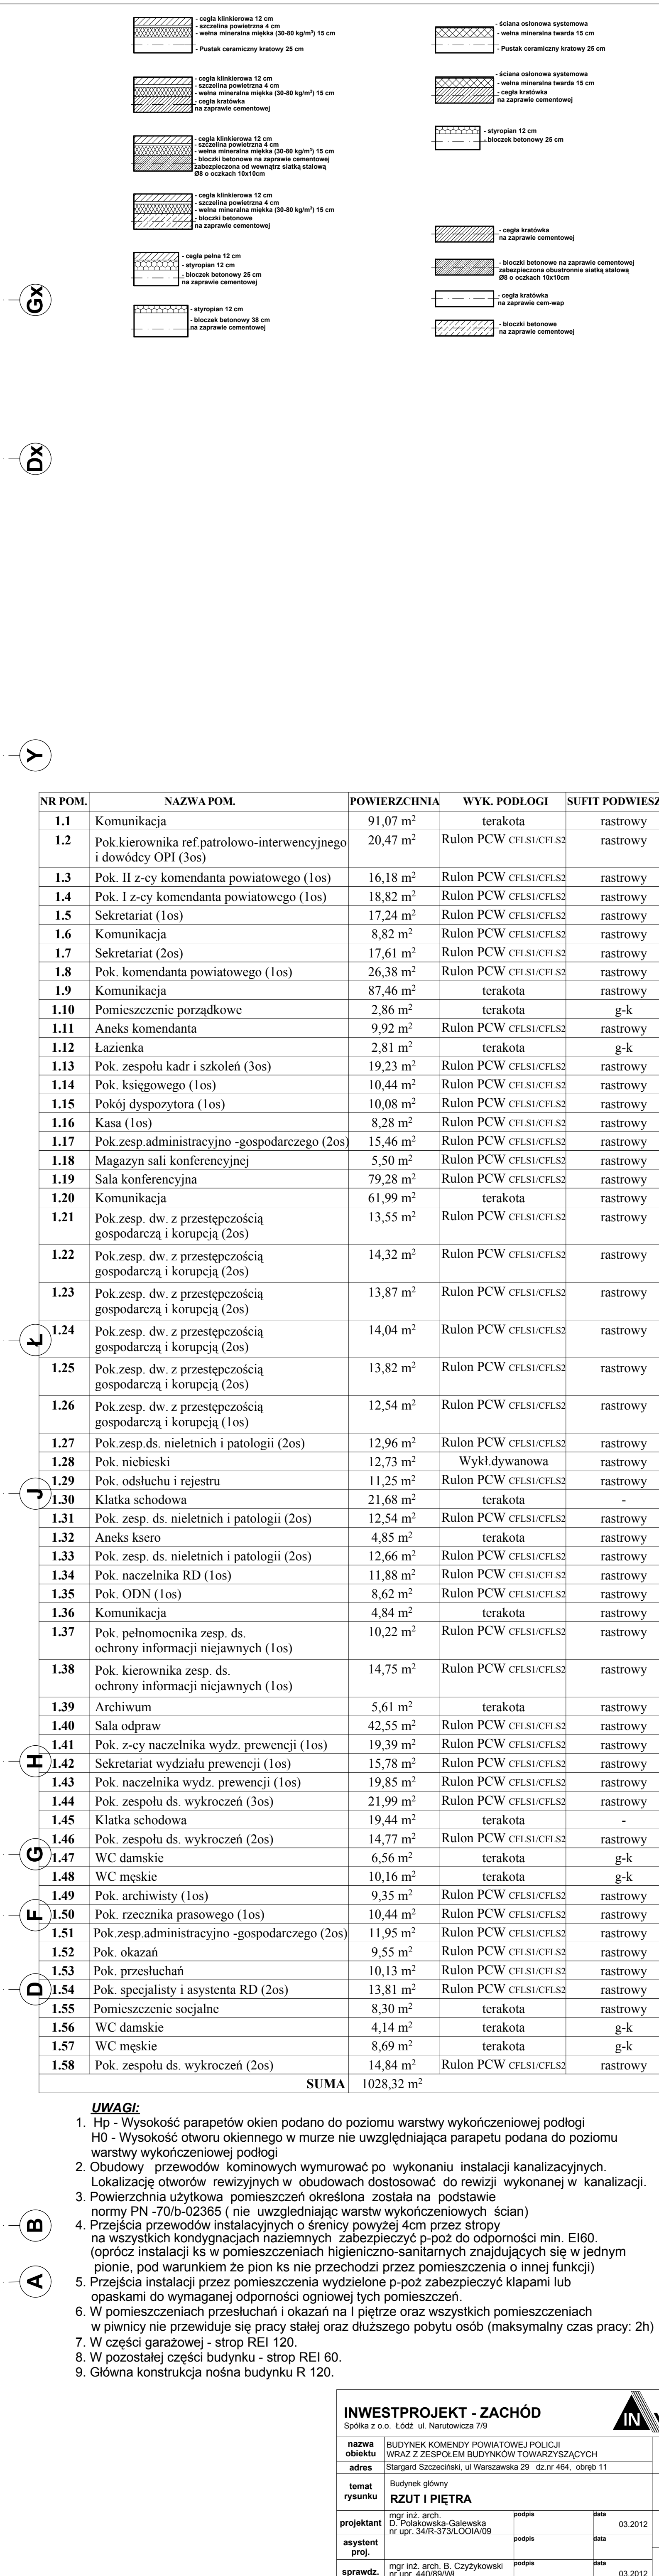 - cegła klinkierowa 12 cm
- szczelina powietrzna 4 cm
- wełna mineralna miękka (30-80 kg/m³) 15 cm
- Pustak ceramiczny kratowy 25 cm
- cegła klinkierowa 12 cm
- szczelina powietrzna 4 cm
- wełna mineralna miękka (30-80 kg/m³) 15 cm
- cegła kratówka
na zaprawie cementowej
- cegła klinkierowa 12 cm
- szczelina powietrzna 4 cm
- wełna mineralna miękka (30-80 kg/m³) 15 cm
- bloczki betonowe na zaprawie cementowej
zabezpieczona od wewnątrz siatką stalową
Ø8 o oczkach 10x10cm
- cegła klinkierowa 12 cm
- szczelina powietrzna 4 cm
- wełna mineralna miękka (30-80 kg/m³) 15 cm
- bloczki betonowe
na zaprawie cementowej
- cegła pełna 12 cm
- styropian 12 cm
- bloczek betonowy 25 cm
na zaprawie cementowej
- styropian 12 cm
- bloczek betonowy 38 cm
na zaprawie cementowej
- ściana osłonowa systemowa
- wełna mineralna twarda 15 cm
- Pustak ceramiczny kratowy 25 cm
- ściana osłonowa systemowa
- wełna mineralna twarda 15 cm
- cegła kratówka
na zaprawie cementowej
- styropian 12 cm
- bloczek betonowy 25 cm
- cegła kratówka
na zaprawie cementowej
- bloczki betonowe na zaprawie cementowej
zabezpieczona obustronnie siatką stalową
Ø8 o oczkach 10x10cm
- cegła kratówka
na zaprawie cem-wap
- bloczki betonowe
na zaprawie cementowej
Gx
Dx
Y
Ł
J
H
G
F
D
B
A
NR POM. NAZWA POM. POWIERZCHNIA WYK. PODŁOGI SUFIT PODWIESZ
1.1 Komunikacja 91,07 m² terakota rastrowy
1.2 Pok.kierownika ref.patrolowo-interwencyjnego 20,47 m² Rulon PCW CFLS1/CFLS2 rastrowy
i dowódcy OPI (3os)
1.3 Pok. II z-cy komendanta powiatowego (1os) 16,18 m² Rulon PCW CFLS1/CFLS2 rastrowy
1.4 Pok. I z-cy komendanta powiatowego (1os) 18,82 m² Rulon PCW CFLS1/CFLS2 rastrowy
1.5 Sekretariat (1os) 17,24 m² Rulon PCW CFLS1/CFLS2 rastrowy
1.6 Komunikacja 8,82 m² Rulon PCW CFLS1/CFLS2 rastrowy
1.7 Sekretariat (2os) 17,61 m² Rulon PCW CFLS1/CFLS2 rastrowy
1.8 Pok. komendanta powiatowego (1os) 26,38 m² Rulon PCW CFLS1/CFLS2 rastrowy
1.9 Komunikacja 87,46 m² terakota rastrowy
1.10 Pomieszczenie porządkowe 2,86 m² terakota g-k
1.11 Aneks komendanta 9,92 m² Rulon PCW CFLS1/CFLS2 rastrowy
1.12 Łazienka 2,81 m² terakota g-k
1.13 Pok. zespołu kadr i szkoleń (3os) 19,23 m² Rulon PCW CFLS1/CFLS2 rastrowy
1.14 Pok. księgowego (1os) 10,44 m² Rulon PCW CFLS1/CFLS2 rastrowy
1.15 Pokój dyspozytora (1os) 10,08 m² Rulon PCW CFLS1/CFLS2 rastrowy
1.16 Kasa (1os) 8,28 m² Rulon PCW CFLS1/CFLS2 rastrowy
1.17 Pok.zesp.administracyjno -gospodarczego (2os) 15,46 m² Rulon PCW CFLS1/CFLS2 rastrowy
1.18 Magazyn sali konferencyjnej 5,50 m² Rulon PCW CFLS1/CFLS2 rastrowy
1.19 Sala konferencyjna 79,28 m² Rulon PCW CFLS1/CFLS2 rastrowy
1.20 Komunikacja 61,99 m² terakota rastrowy
1.21 Pok.zesp. dw. z przestępczością 13,55 m² Rulon PCW CFLS1/CFLS2 rastrowy
gospodarczą i korupcją (2os)
1.22 Pok.zesp. dw. z przestępczością 14,32 m² Rulon PCW CFLS1/CFLS2 rastrowy
gospodarczą i korupcją (2os)
1.23 Pok.zesp. dw. z przestępczością 13,87 m² Rulon PCW CFLS1/CFLS2 rastrowy
gospodarczą i korupcją (2os)
1.24 Pok.zesp. dw. z przestępczością 14,04 m² Rulon PCW CFLS1/CFLS2 rastrowy
gospodarczą i korupcją (2os)
1.25 Pok.zesp. dw. z przestępczością 13,82 m² Rulon PCW CFLS1/CFLS2 rastrowy
gospodarczą i korupcją (2os)
1.26 Pok.zesp. dw. z przestępczością 12,54 m² Rulon PCW CFLS1/CFLS2 rastrowy
gospodarczą i korupcją (1os)
1.27 Pok.zesp.ds. nieletnich i patologii (2os) 12,96 m² Rulon PCW CFLS1/CFLS2 rastrowy
1.28 Pok. niebieski 12,73 m² Wykł.dywanowa rastrowy
1.29 Pok. odsłuchu i rejestru 11,25 m² Rulon PCW CFLS1/CFLS2 rastrowy
1.30 Klatka schodowa 21,68 m² terakota -
1.31 Pok. zesp. ds. nieletnich i patologii (2os) 12,54 m² Rulon PCW CFLS1/CFLS2 rastrowy
1.32 Aneks ksero 4,85 m² terakota rastrowy
1.33 Pok. zesp. ds. nieletnich i patologii (2os) 12,66 m² Rulon PCW CFLS1/CFLS2 rastrowy
1.34 Pok. naczelnika RD (1os) 11,88 m² Rulon PCW CFLS1/CFLS2 rastrowy
1.35 Pok. ODN (1os) 8,62 m² Rulon PCW CFLS1/CFLS2 rastrowy
1.36 Komunikacja 4,84 m² terakota rastrowy
1.37 Pok. pełnomocnika zesp. ds. 10,22 m² Rulon PCW CFLS1/CFLS2 rastrowy
ochrony informacji niejawnych (1os)
1.38 Pok. kierownika zesp. ds. 14,75 m² Rulon PCW CFLS1/CFLS2 rastrowy
ochrony informacji niejawnych (1os)
1.39 Archiwum 5,61 m² terakota rastrowy
1.40 Sala odpraw 42,55 m² Rulon PCW CFLS1/CFLS2 rastrowy
1.41 Pok. z-cy naczelnika wydz. prewencji (1os) 19,39 m² Rulon PCW CFLS1/CFLS2 rastrowy
1.42 Sekretariat wydziału prewencji (1os) 15,78 m² Rulon PCW CFLS1/CFLS2 rastrowy
1.43 Pok. naczelnika wydz. prewencji (1os) 19,85 m² Rulon PCW CFLS1/CFLS2 rastrowy
1.44 Pok. zespołu ds. wykroczeń (3os) 21,99 m² Rulon PCW CFLS1/CFLS2 rastrowy
1.45 Klatka schodowa 19,44 m² terakota -
1.46 Pok. zespołu ds. wykroczeń (2os) 14,77 m² Rulon PCW CFLS1/CFLS2 rastrowy
1.47 WC damskie 6,56 m² terakota g-k
1.48 WC męskie 10,16 m² terakota g-k
1.49 Pok. archiwisty (1os) 9,35 m² Rulon PCW CFLS1/CFLS2 rastrowy
1.50 Pok. rzecznika prasowego (1os) 10,44 m² Rulon PCW CFLS1/CFLS2 rastrowy
1.51 Pok.zesp.administracyjno -gospodarczego (2os) 11,95 m² Rulon PCW CFLS1/CFLS2 rastrowy
1.52 Pok. okazań 9,55 m² Rulon PCW CFLS1/CFLS2 rastrowy
1.53 Pok. przesłuchań 10,13 m² Rulon PCW CFLS1/CFLS2 rastrowy
1.54 Pok. specjalisty i asystenta RD (2os) 13,81 m² Rulon PCW CFLS1/CFLS2 rastrowy
1.55 Pomieszczenie socjalne 8,30 m² terakota rastrowy
1.56 WC damskie 4,14 m² terakota g-k
1.57 WC męskie 8,69 m² terakota g-k
1.58 Pok. zespołu ds. wykroczeń (2os) 14,84 m² Rulon PCW CFLS1/CFLS2 rastrowy
SUMA 1028,32 m²
UWAGI:
1. Hp - Wysokość parapetów okien podano do poziomu warstwy wykończeniowej podłogi
H0 - Wysokość otworu okiennego w murze nie uwzględniająca parapetu podana do poziomu
warstwy wykończeniowej podłogi
2. Obudowy przewodów kominowych wymurować po wykonaniu instalacji kanalizacyjnych.
Lokalizację otworów rewizyjnych w obudowach dostosować do rewizji wykonanej w kanalizacji.
3. Powierzchnia użytkowa pomieszczeń określona została na podstawie
normy PN -70/b-02365 ( nie uwzgledniając warstw wykończeniowych ścian)
4. Przejścia przewodów instalacyjnych o śrenicy powyżej 4cm przez stropy
na wszystkich kondygnacjach naziemnych zabezpieczyć p-poż do odporności min. EI60.
(oprócz instalacji ks w pomieszczeniach higieniczno-sanitarnych znajdujących się w jednym
pionie, pod warunkiem że pion ks nie przechodzi przez pomieszczenia o innej funkcji)
5. Przejścia instalacji przez pomieszczenia wydzielone p-poż zabezpieczyć klapami lub
opaskami do wymaganej odporności ogniowej tych pomieszczeń.
6. W pomieszczeniach przesłuchań i okazań na I piętrze oraz wszystkich pomieszczeniach
w piwnicy nie przewiduje się pracy stałej oraz dłuższego pobytu osób (maksymalny czas pracy: 2h)
7. W części garażowej - strop REI 120.
8. W pozostałej części budynku - strop REI 60.
9. Główna konstrukcja nośna budynku R 120.
INWESTPROJEKT - ZACHÓD
Spółka z o.o. Łódź ul. Narutowicza 7/9
IN
nazwa obiektu BUDYNEK KOMENDY POWIATOWEJ POLICJI
WRAZ Z ZESPOŁEM BUDYNKÓW TOWARZYSZĄCYCH
adres Stargard Szczeciński, ul Warszawska 29 dz.nr 464, obręb 11
temat rysunku Budynek główny
RZUT I PIĘTRA
projektant mgr inż. arch. podpis data
D. Polakowska-Galewska 03.2012
nr upr. 34/R-373/LOOIA/09
asystent proj. podpis data
sprawdz. mgr inż. arch. B. Czyżykowski podpis data
nr upr. 440/89/WŁ 03.2012